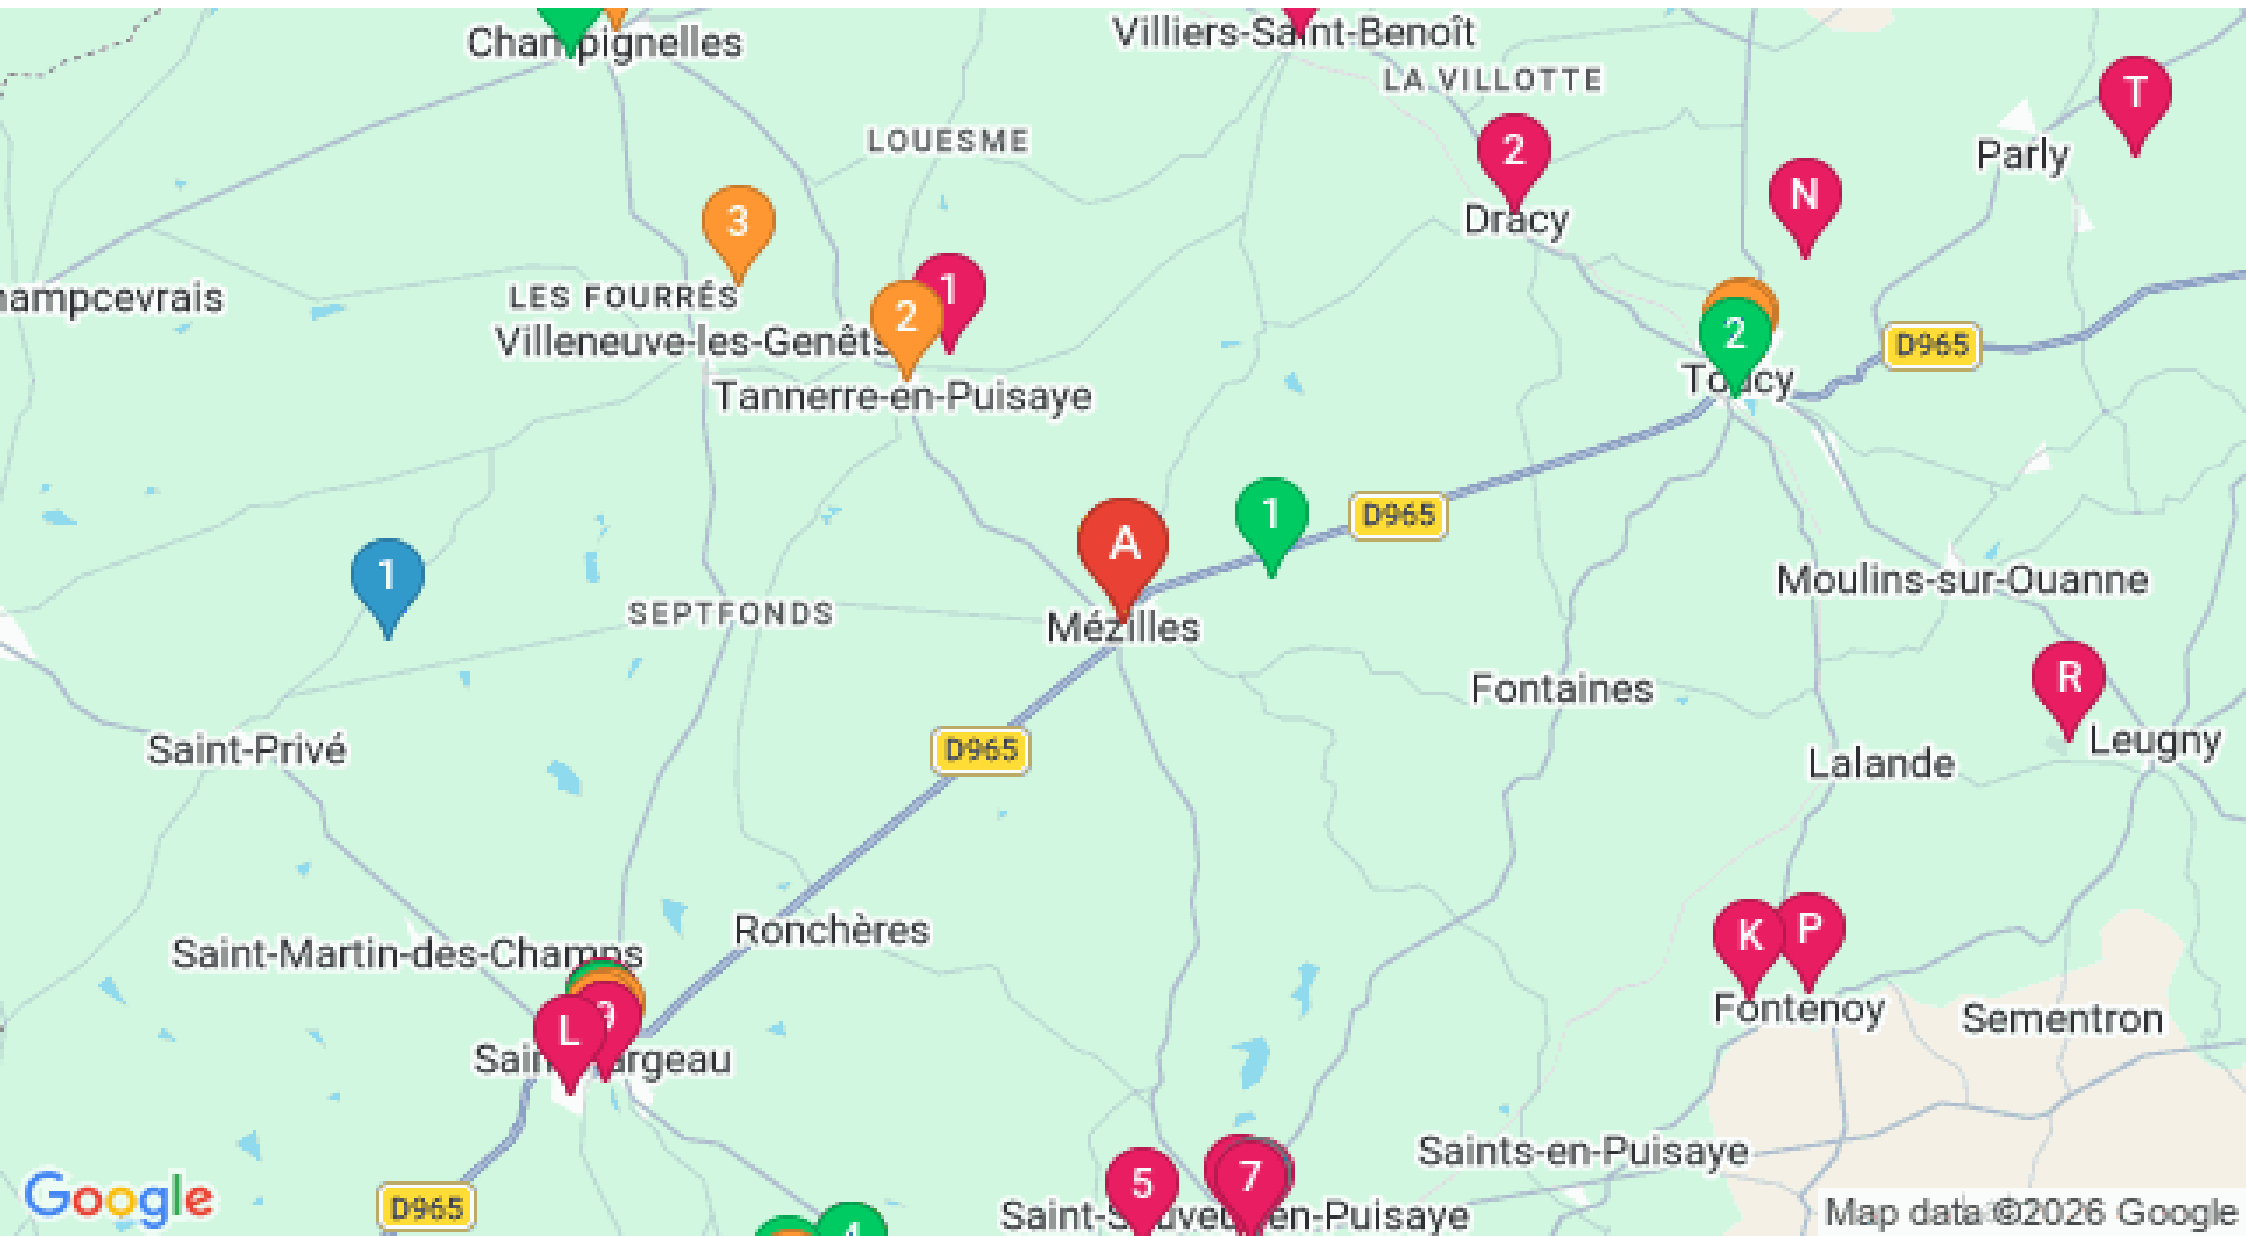 Champignelles
Villiers-Saint-Benoît
LA VILLOTTE
T
LOUESME
2
Parly
N
3
Dracy
1
hampcevrais
LES FOURRÉS
2
2
D965
Villeneuve-les-Genêts
Toucy
Tannerre-en-Puisaye
1
D965
A
1
Moulins-sur-Ouanne
SEPTFONDS
Mézilles
R
Fontaines
Saint-Privé
D965
Leugny
Lalande
Ronchères
K
P
Saint-Martin-des-Champs
Fontenoy
Sementron
9
L
Saint-Fargeau
Saints-en-Puisaye
5
7
Google
D965
Saint-Sauveur-en-Puisaye
4
Map data ©2026 Google